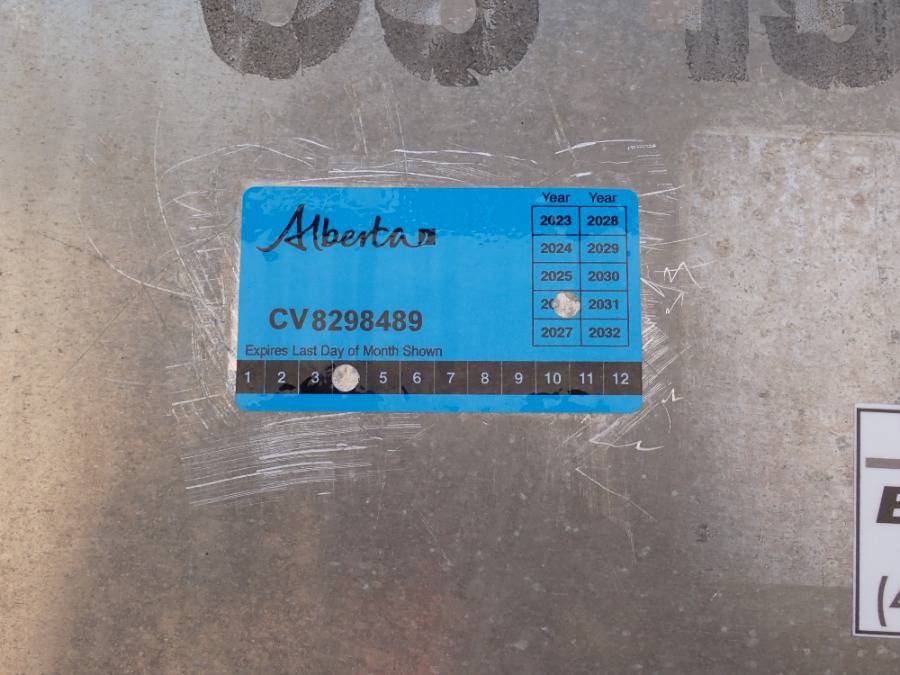 Alberta
Year Year
2023 2028
2024 2029
2025 2030
2031
2027 2032
CV8298489
Expires Last Day of Month Shown
1 2 3 5 6 7 8 9 10 11 12